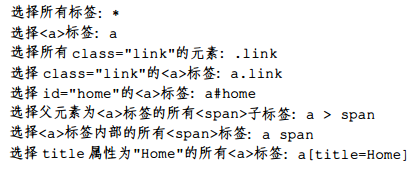 选择所有标签: *
选择<a>标签: a
选择所有 class="link"的元素: .link
选择 class="link"的<a>标签: a.link
选择 id="home"的<a>标签: a#home
选择父元素为<a>标签的所有<span>子标签: a > span
选择<a>标签内部的所有<span>标签: a span
选择 title 属性为"Home"的所有<a>标签: a[title=Home]